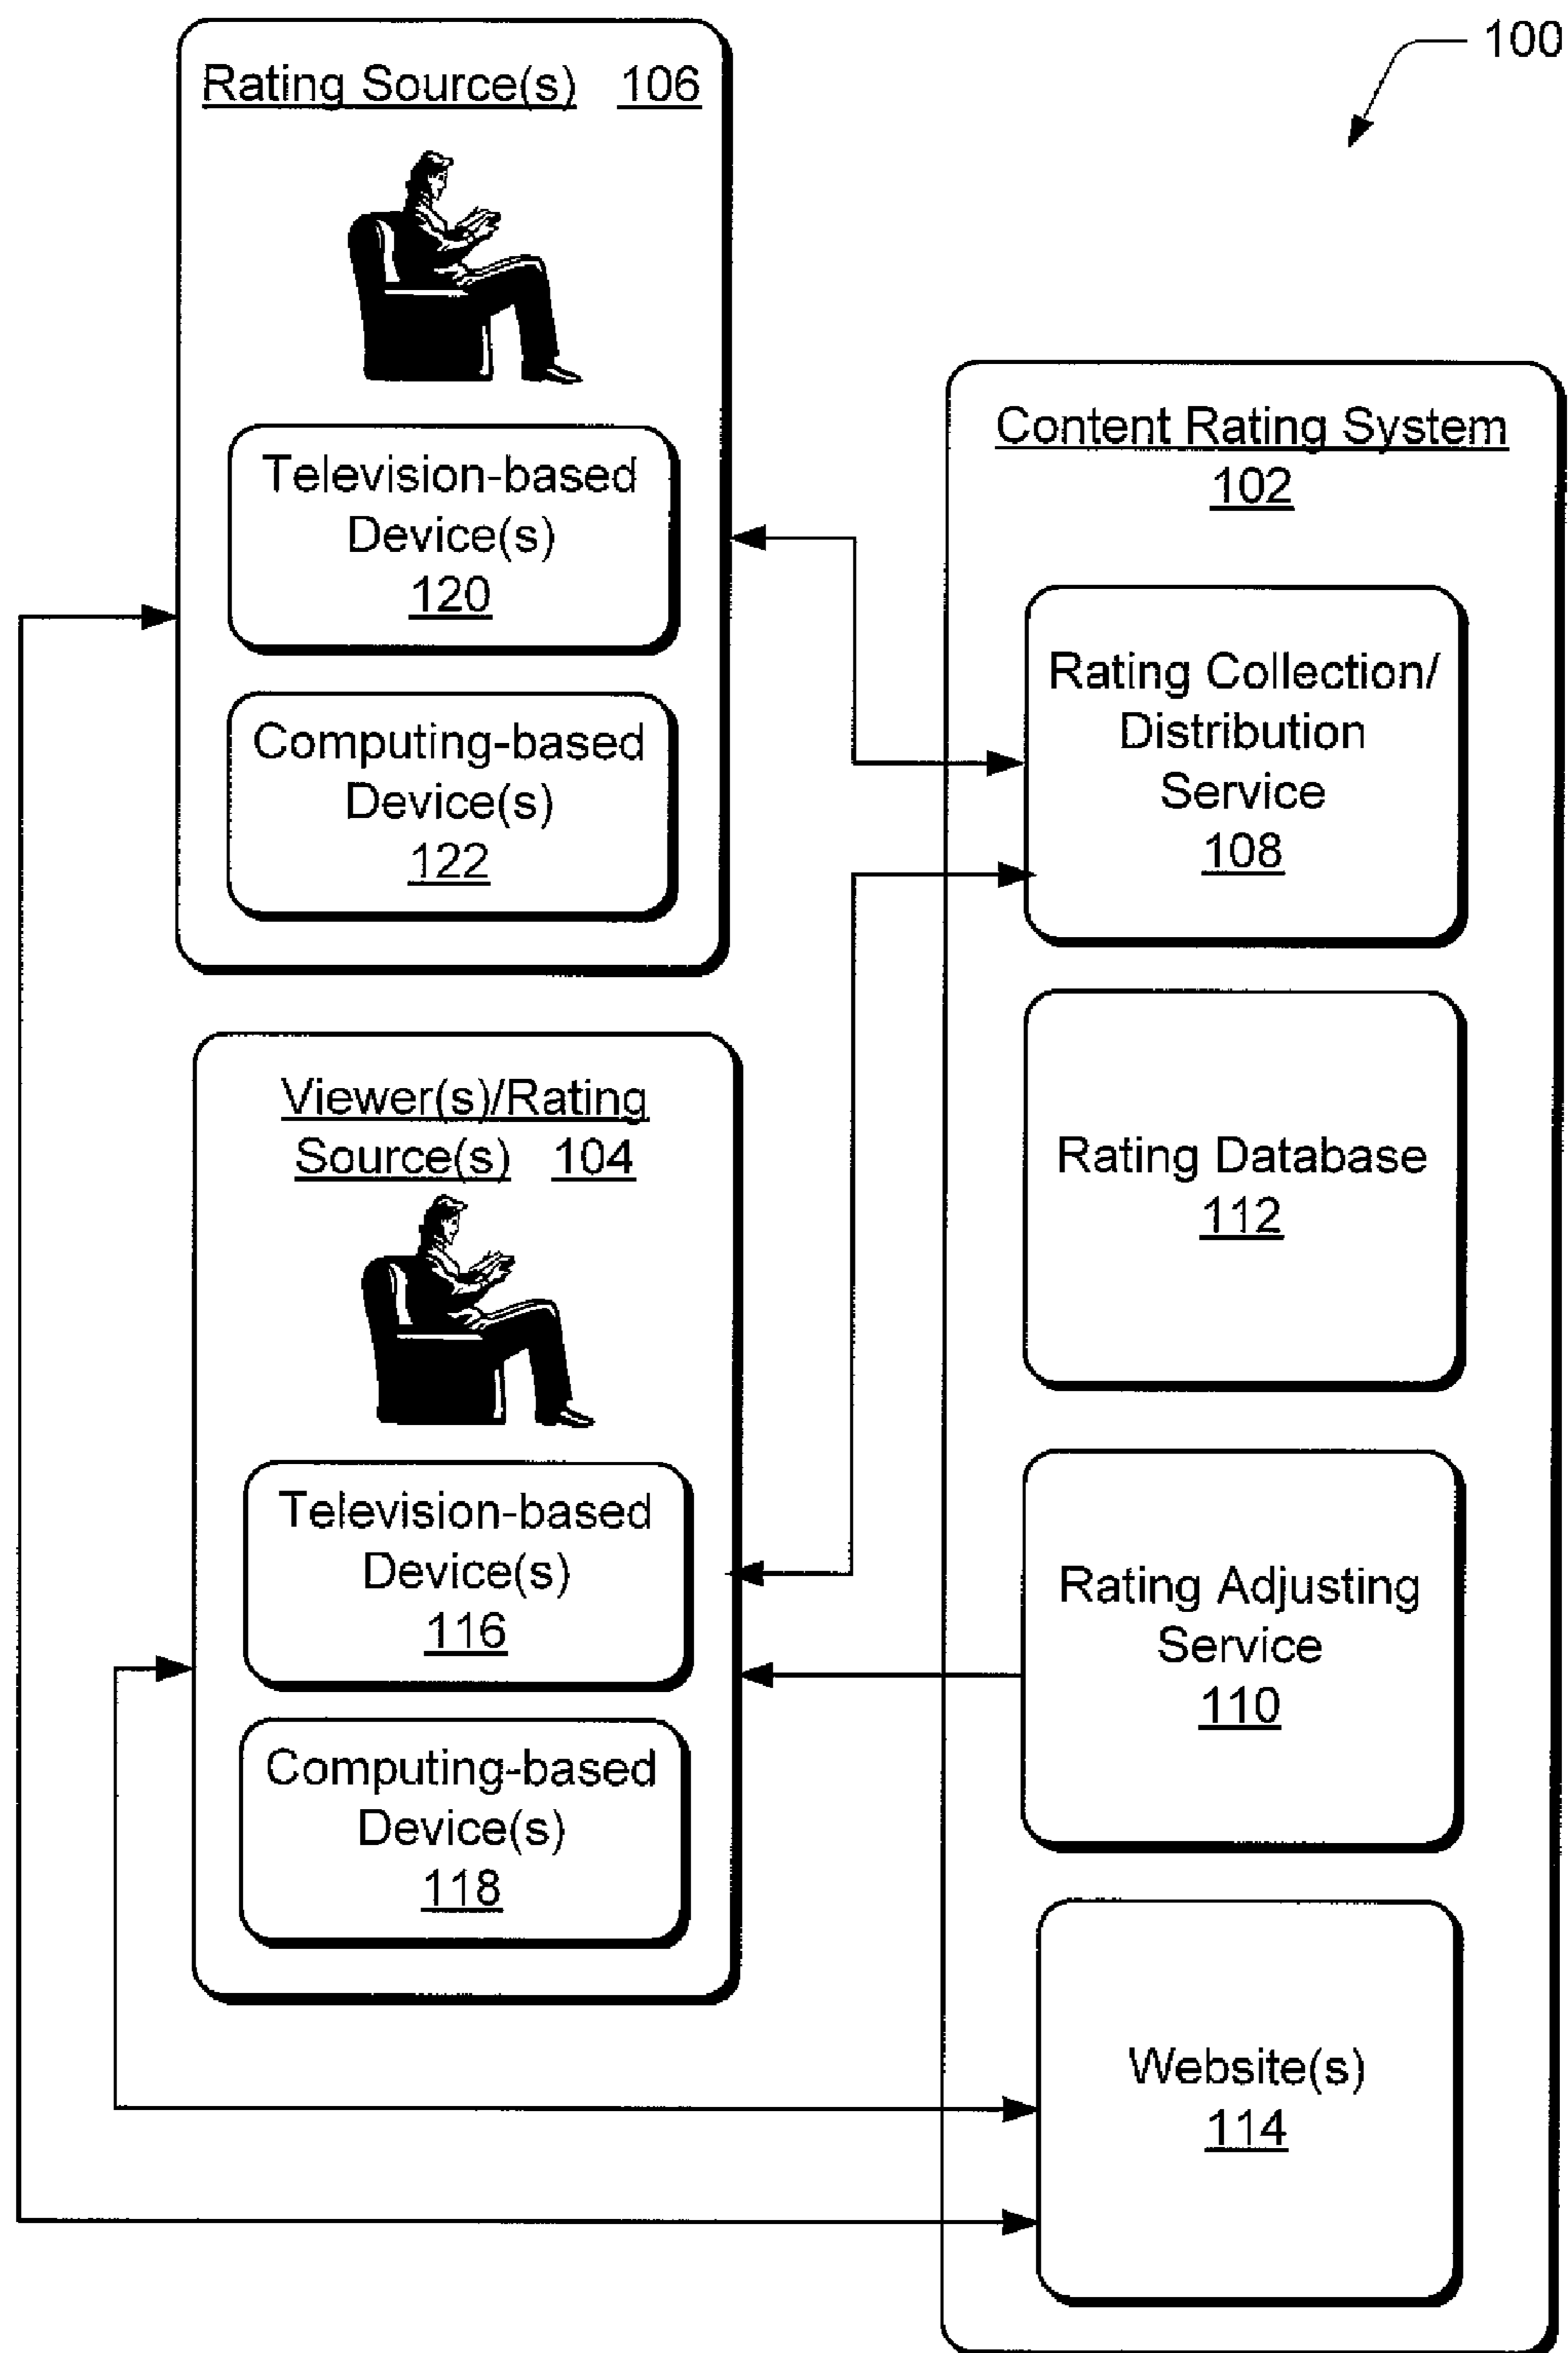 100
Rating Source(s) 106
Television-based
Device(s)
120
Computing-based
Device(s)
122
Viewer(s)/Rating
Source(s) 104
Television-based
Device(s)
116
Computing-based
Device(s)
118
Content Rating System
102
Rating Collection/
Distribution
Service
108
Rating Database
112
Rating Adjusting
Service
110
Website(s)
114